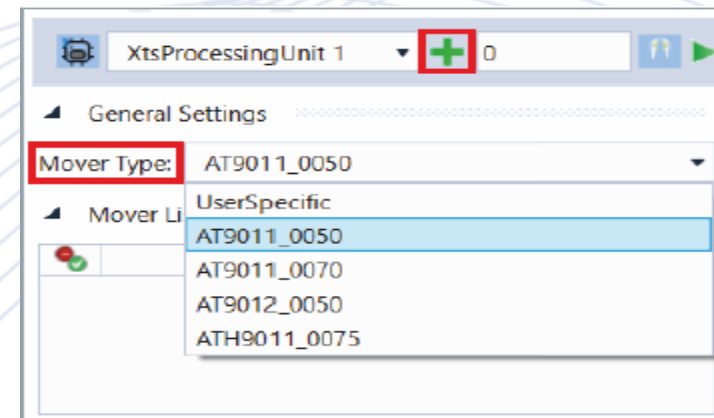 XtsProcessingUnit 1 0
General Settings
Mover Type: AT9011_0050
UserSpecific
Mover Li
AT9011_0050
AT9011_0070
AT9012_0050
ATH9011_0075